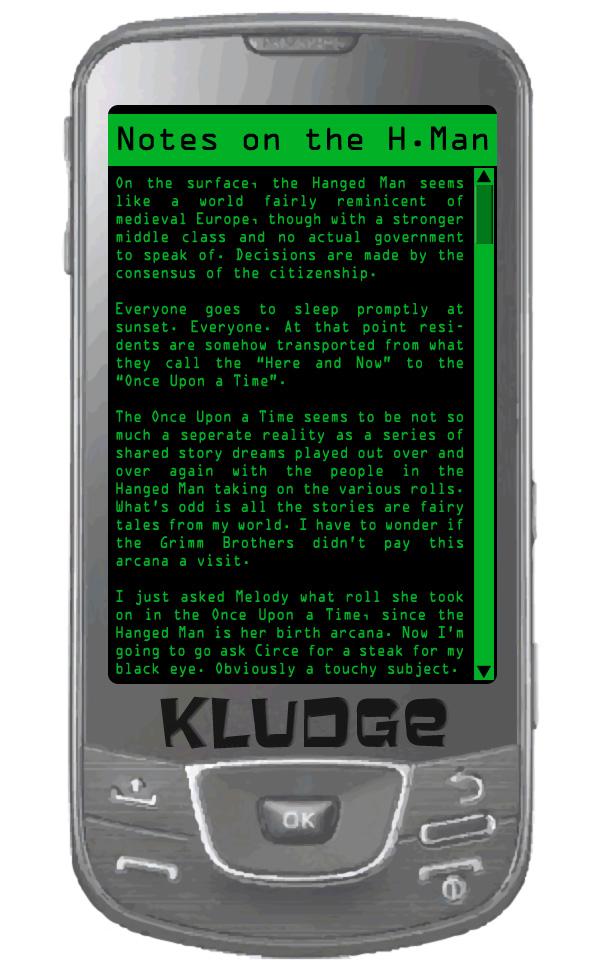 Notes on the H.Man
On the surface, the Hanged Man seems
like a world fairly reminicent of
medieval Europe, though with a stronger
middle class and no actual government
to speak of. Decisions are made by the
consensus of the citizenship.
Everyone goes to sleep promptly at
sunset. Everyone. At that point resi-
dents are somehow transported from what
they call the “Here and Now” to the
“Once Upon a Time”.
The Once Upon a Time seems to be not so
much a seperate reality as a series of
shared story dreams played out over and
over again with the people in the
Hanged Man taking on the various rolls.
What's odd is all the stories are fairy
tales from my world. I have to wonder if
the Grimm Brothers didn't pay this
arcana a visit.
I just asked Melody what roll she took
on in the Once Upon a Time, since the
Hanged Man is her birth arcana. Now I'm
going to go ask Circe for a steak for my
black eye. Obviously a touchy subject.
KLUDGE
OK